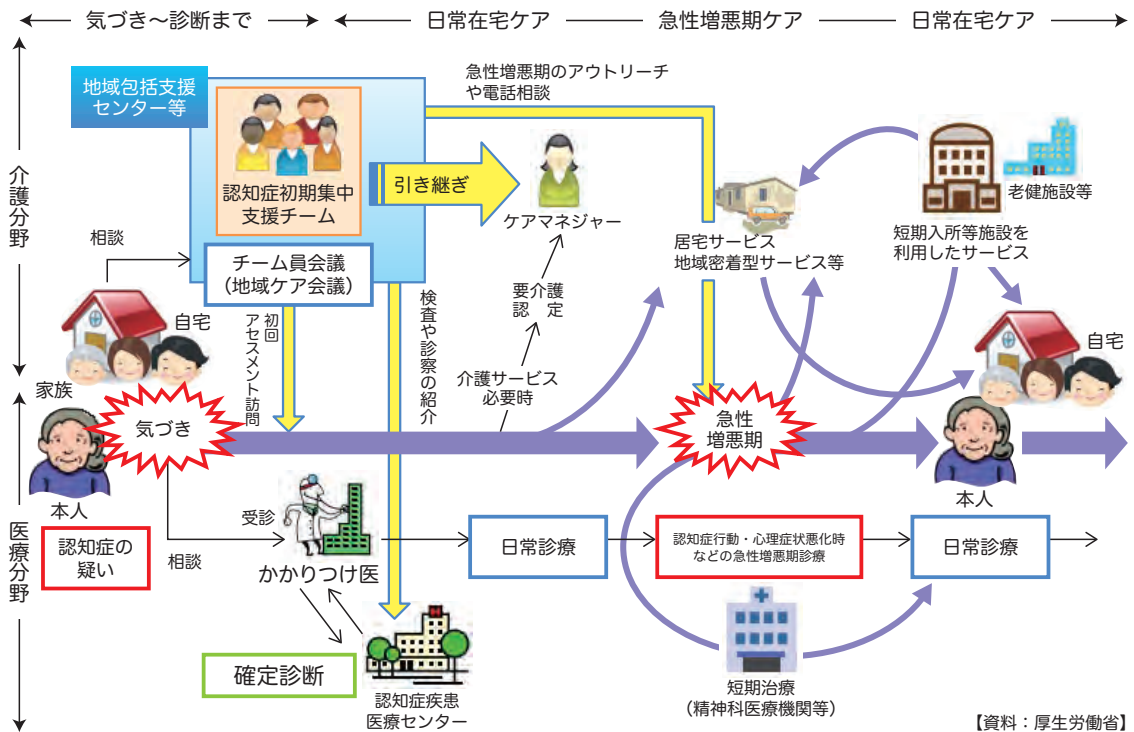 気づき～診断まで
日常在宅ケア
急性増悪期ケア
日常在宅ケア
介護分野
医療分野
地域包括支援
センター等
認知症初期集中
支援チーム
チーム員会議
（地域ケア会議）
急性増悪期のアウトリーチ
や電話相談
引き継ぎ
ケアマネジャー
居宅サービス
地域密着型サービス等
老健施設等
短期入所等施設を
利用したサービス
相談
自宅
家族
初回
アセスメント訪問
検査や診察の紹介
要介護
認　定
介護サービス
必要時
自宅
気づき
急性
増悪期
本人
本人
認知症の
疑い
相談
受診
かかりつけ医
日常診療
認知症行動・心理症状悪化時
などの急性増悪期診療
日常診療
確定診断
H
認知症疾患
医療センター
短期治療
（精神科医療機関等）
【資料：厚生労働省】